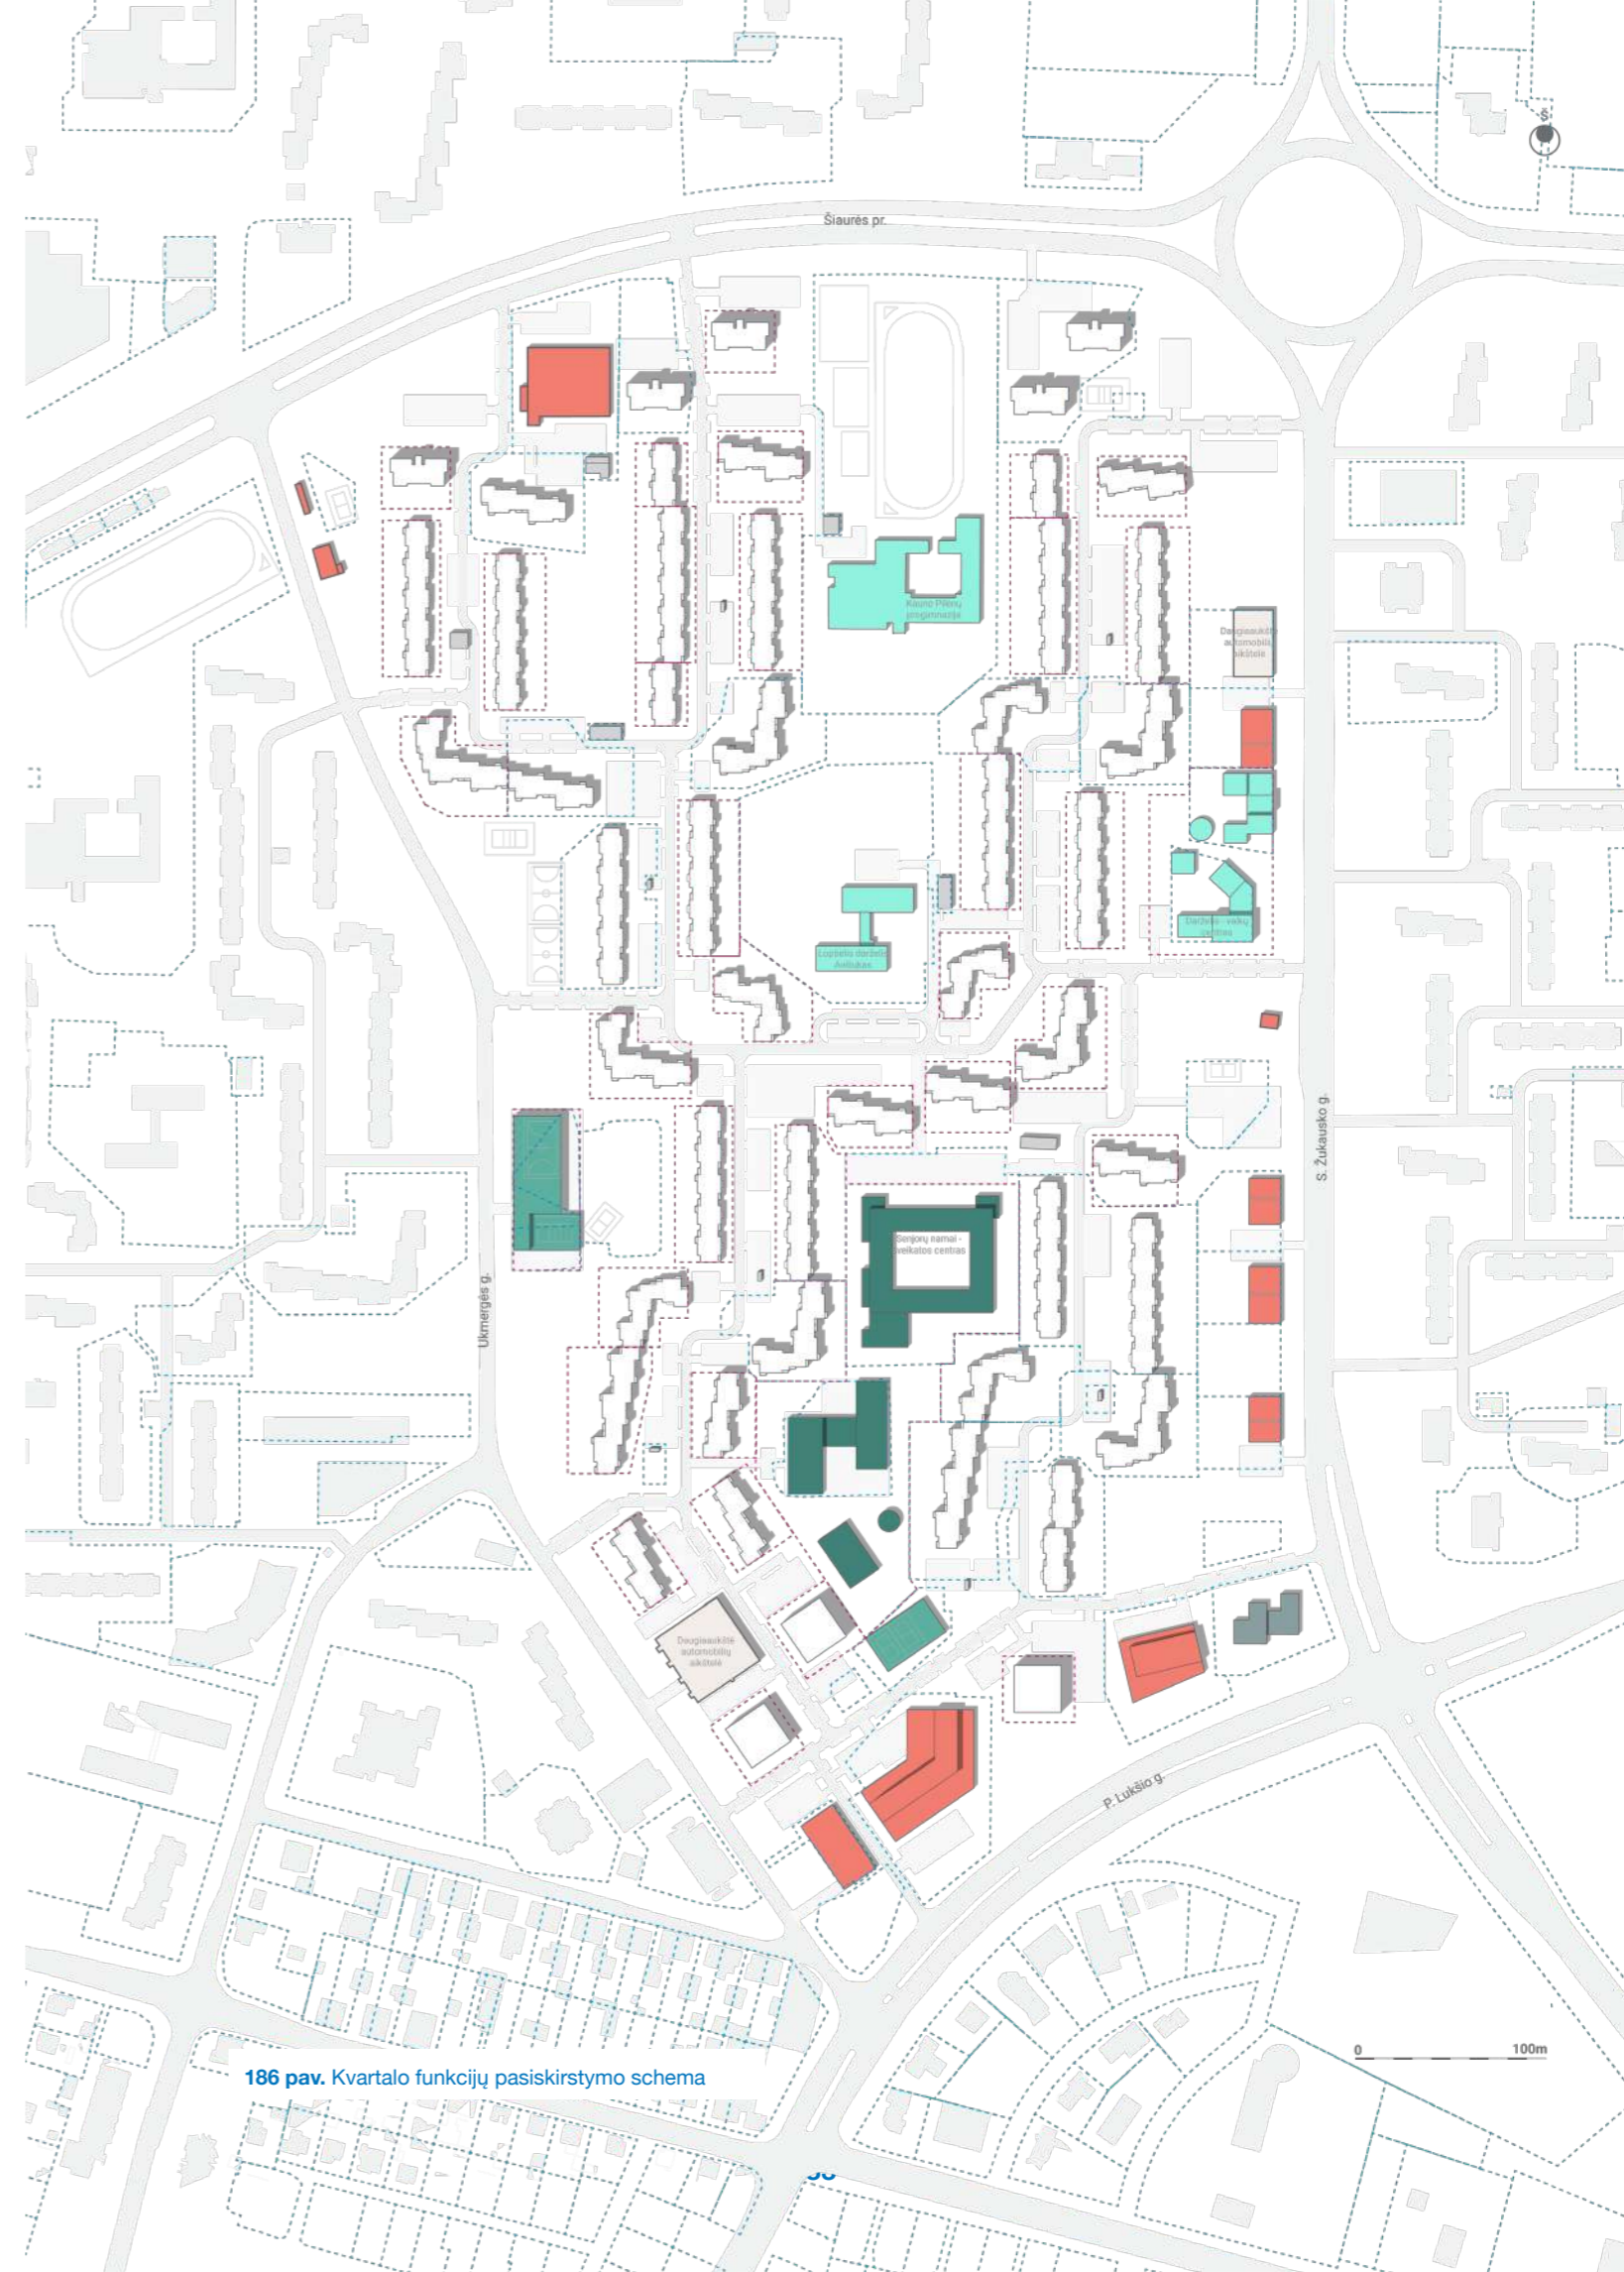 Š
Šiaurės pr.
Kauno Pilėnų
progimnazija
Daugiaaukštė
automobilių
aikštelė
Lopšelis darželis
Aviliukas
Darželis - vaikų
centras
S. Žukausko g.
Senjorų namai -
sveikatos centras
Ukmergės g.
Daugiaaukštė
automobilių
aikštelė
P. Lukšio g.
0 100m
186 pav. Kvartalo funkcijų pasiskirstymo schema